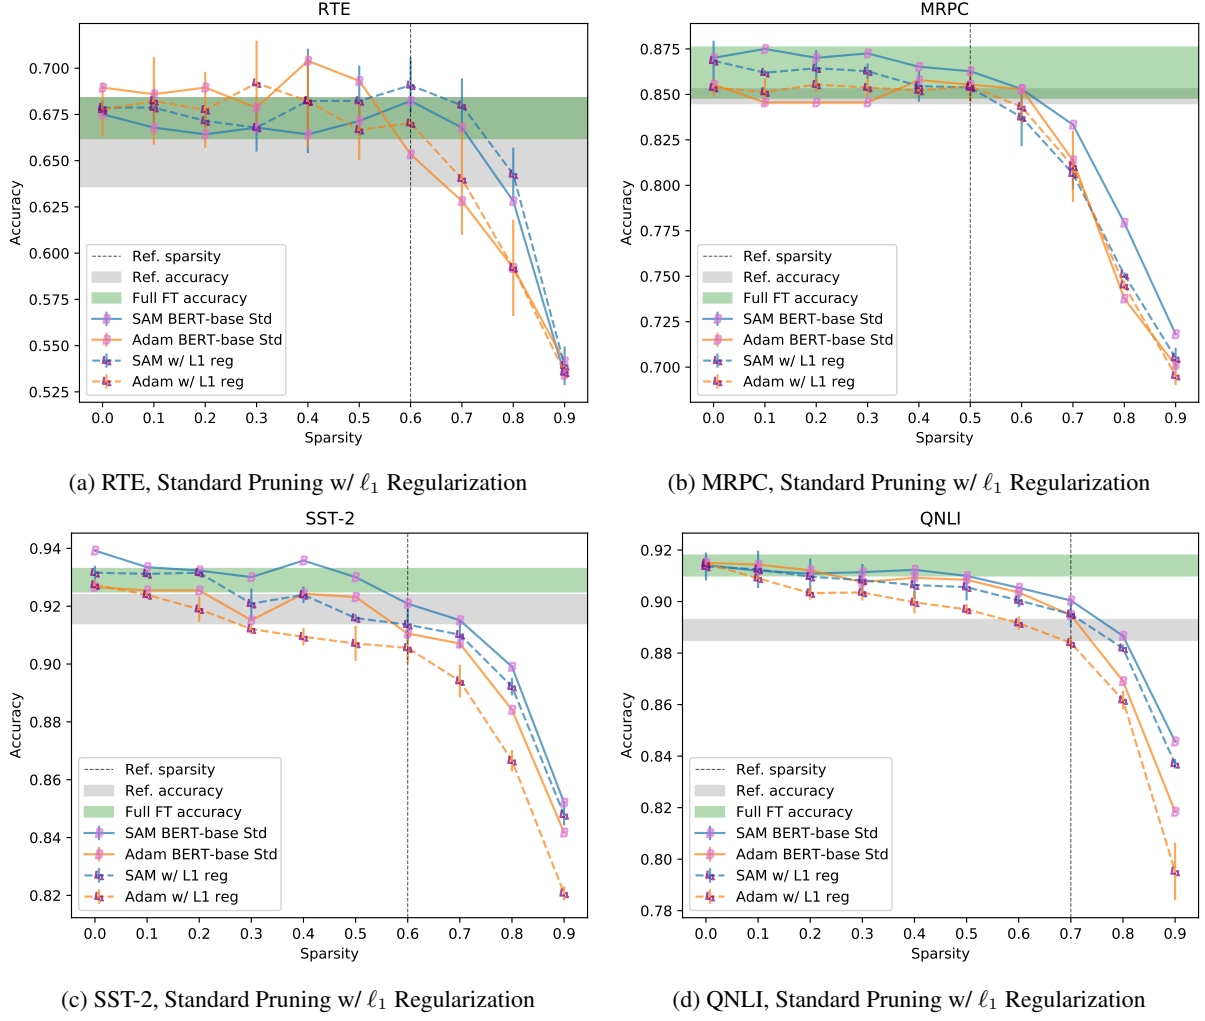 RTE
Accuracy
0.700
0.675
0.650
0.625
0.600
0.575
0.550
0.525
Ref. sparsity
Ref. accuracy
Full FT accuracy
SAM BERT-base Std
Adam BERT-base Std
SAM w/ L1 reg
Adam w/ L1 reg
0.0 0.1 0.2 0.3 0.4 0.5 0.6 0.7 0.8 0.9
Sparsity
(a) RTE, Standard Pruning w/ ℓ1 Regularization
MRPC
Accuracy
0.875
0.850
0.825
0.800
0.775
0.750
0.725
0.700
Ref. sparsity
Ref. accuracy
Full FT accuracy
SAM BERT-base Std
Adam BERT-base Std
SAM w/ L1 reg
Adam w/ L1 reg
0.0 0.1 0.2 0.3 0.4 0.5 0.6 0.7 0.8 0.9
Sparsity
(b) MRPC, Standard Pruning w/ ℓ1 Regularization
SST-2
Accuracy
0.94
0.92
0.90
0.88
0.86
0.84
0.82
Ref. sparsity
Ref. accuracy
Full FT accuracy
SAM BERT-base Std
Adam BERT-base Std
SAM w/ L1 reg
Adam w/ L1 reg
0.0 0.1 0.2 0.3 0.4 0.5 0.6 0.7 0.8 0.9
Sparsity
(c) SST-2, Standard Pruning w/ ℓ1 Regularization
QNLI
Accuracy
0.92
0.90
0.88
0.86
0.84
0.82
0.80
0.78
Ref. sparsity
Ref. accuracy
Full FT accuracy
SAM BERT-base Std
Adam BERT-base Std
SAM w/ L1 reg
Adam w/ L1 reg
0.0 0.1 0.2 0.3 0.4 0.5 0.6 0.7 0.8 0.9
Sparsity
(d) QNLI, Standard Pruning w/ ℓ1 Regularization